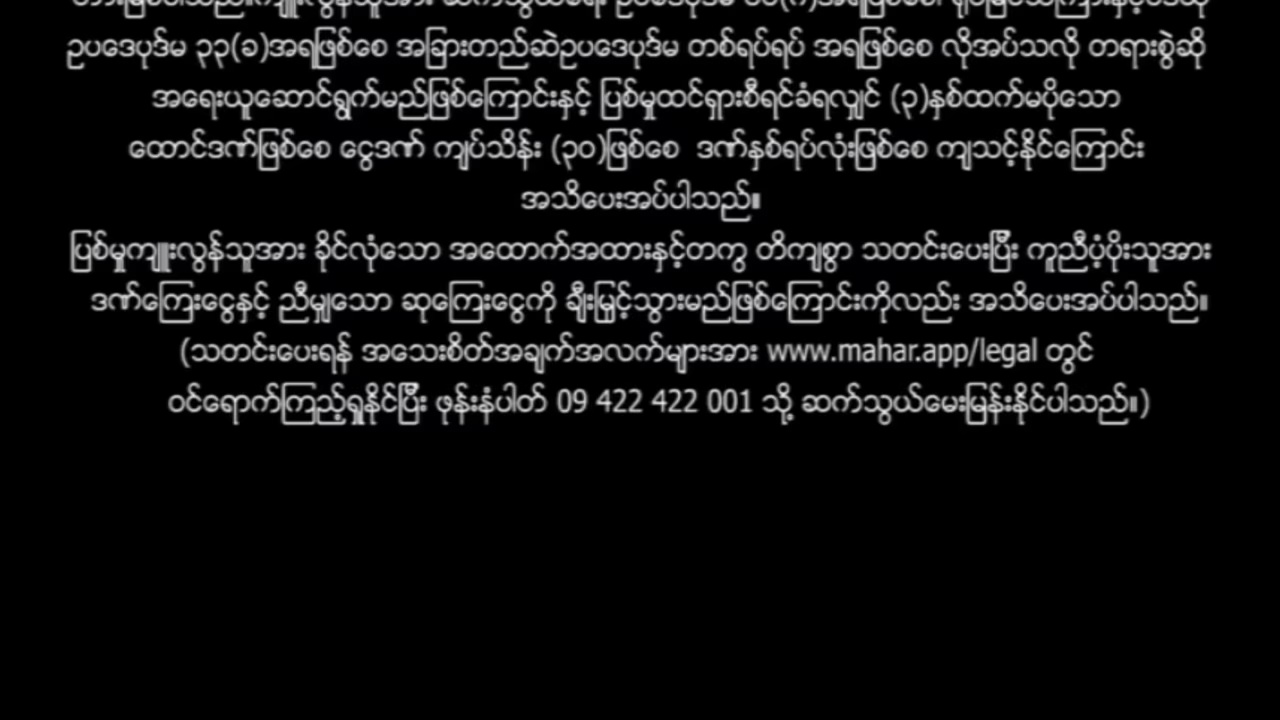 ဥပဒေပုဒ်မ ၃၃(ခ)အရဖြစ်စေ အခြားတည်ဆဲဥပဒေပုဒ်မ တစ်ရပ်ရပ် အရဖြစ်စေ လိုအပ်သလို တရားစွဲဆို
အရေးယူဆောင်ရွက်မည်ဖြစ်ကြောင်းနှင့် ပြစ်မှုထင်ရှားစီရင်ခံရလျှင် (၃)နှစ်ထက်မပိုသော
ထောင်ဒဏ်ဖြစ်စေ ငွေဒဏ် ကျပ်သိန်း (၃၀)ဖြစ်စေ ဒဏ်နှစ်ရပ်လုံးဖြစ်စေ ကျသင့်နိုင်ကြောင်း
အသိပေးအပ်ပါသည်။
ပြစ်မှုကျူးလွန်သူအား ခိုင်လုံသော အထောက်အထားနှင့်တကွ တိကျစွာ သတင်းပေးပြီး ကူညီပံ့ပိုးသူအား
ဒဏ်ကြေးငွေနှင့် ညီမျှသော ဆုကြေးငွေကို ချီးမြှင့်သွားမည်ဖြစ်ကြောင်းကိုလည်း အသိပေးအပ်ပါသည်။
(သတင်းပေးရန် အသေးစိတ်အချက်အလက်များအား www.mahar.app/legal တွင်
ဝင်ရောက်ကြည့်ရှုနိုင်ပြီး ဖုန်းနံပါတ် 09 422 422 001 သို့ ဆက်သွယ်မေးမြန်းနိုင်ပါသည်။)